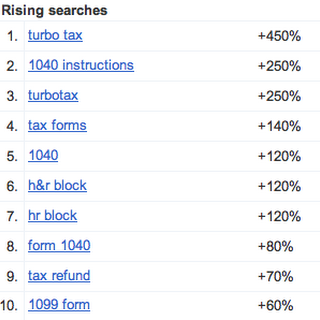 Rising searches
1. turbo tax +450%
2. 1040 instructions +250%
3. turbotax +250%
4. tax forms +140%
5. 1040 +120%
6. h&r block +120%
7. hr block +120%
8. form 1040 +80%
9. tax refund +70%
10. 1099 form +60%